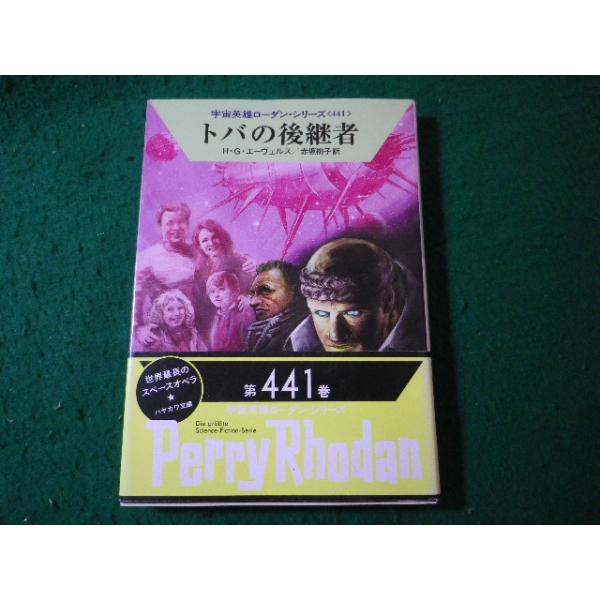 宇宙英雄ローダン・シリーズ〈441〉
トバの後継者
H・G・エーヴェルス／赤坂桃子訳
世界最長の
スペースオペラ
★
ハヤカワ文庫
第441巻
宇宙英雄ローダン・シリーズ
Die größte
Science-Fiction-Serie
Perry Rhodan